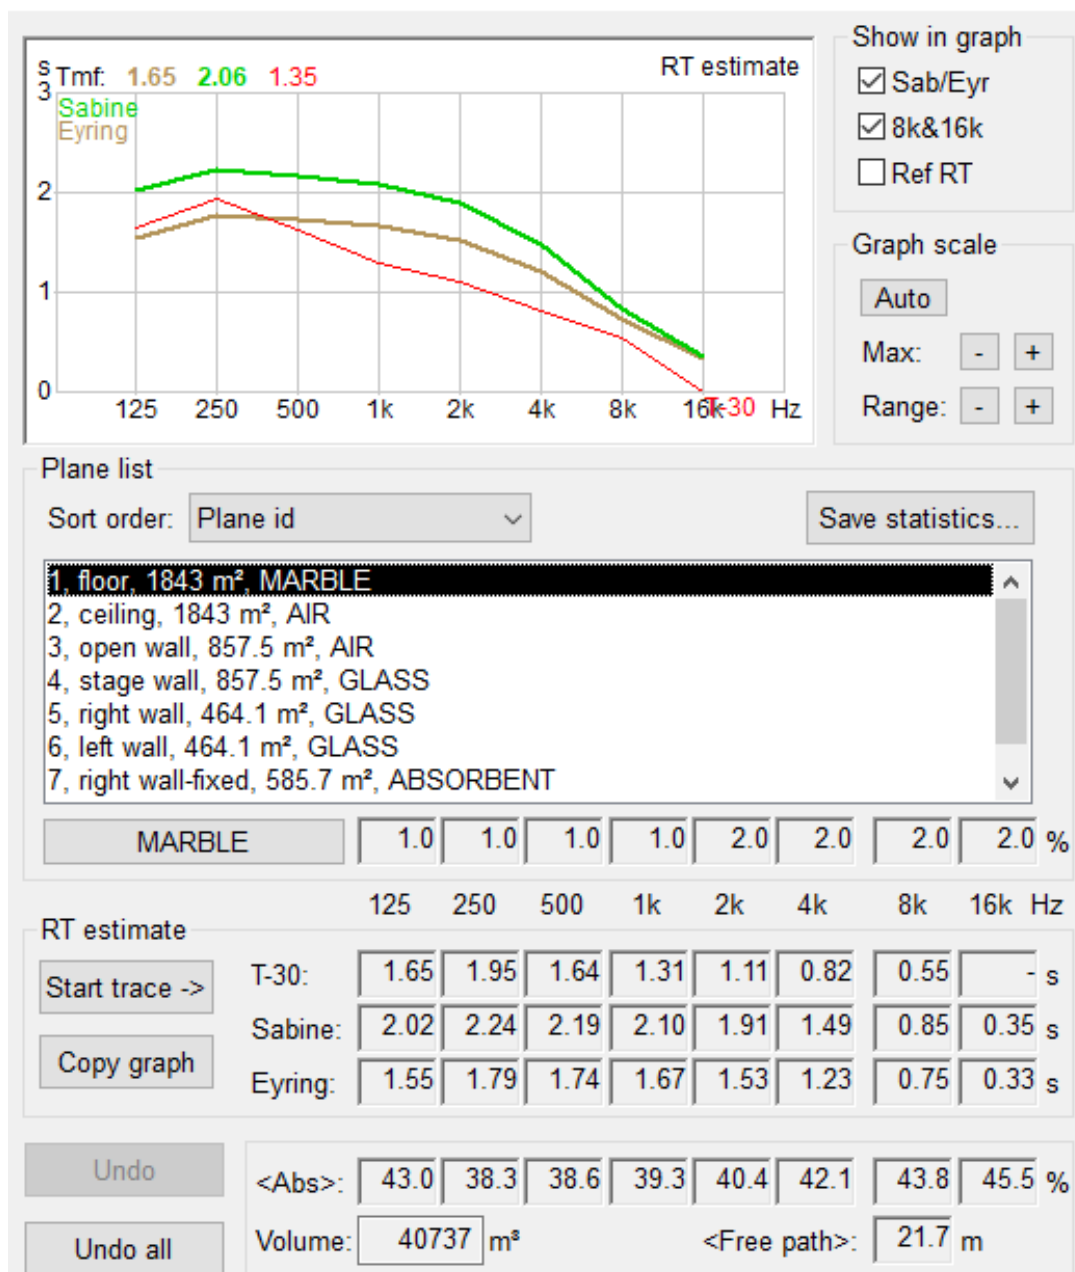 Show in graph
s Tmf: 1.65 2.06 1.35 RT estimate
Sab/Eyr
3
Sabine
Eyring
8k&16k
Ref RT
2
Graph scale
1
Auto
Max: - +
0
125 250 500 1k 2k 4k 8k 16k T-30 Hz
Range: - +
Plane list
Sort order: Plane id Save statistics...
1, floor, 1843 m², MARBLE
2, ceiling, 1843 m², AIR
3, open wall, 857.5 m², AIR
4, stage wall, 857.5 m², GLASS
5, right wall, 464.1 m², GLASS
6, left wall, 464.1 m², GLASS
7, right wall-fixed, 585.7 m², ABSORBENT
MARBLE 1.0 1.0 1.0 1.0 2.0 2.0 2.0 2.0 %
125 250 500 1k 2k 4k 8k 16k Hz
RT estimate
Start trace -> T-30: 1.65 1.95 1.64 1.31 1.11 0.82 0.55 - s
Sabine: 2.02 2.24 2.19 2.10 1.91 1.49 0.85 0.35 s
Copy graph
Eyring: 1.55 1.79 1.74 1.67 1.53 1.23 0.75 0.33 s
Undo
<Abs>: 43.0 38.3 38.6 39.3 40.4 42.1 43.8 45.5 %
Undo all
Volume: 40737 m³ <Free path>: 21.7 m